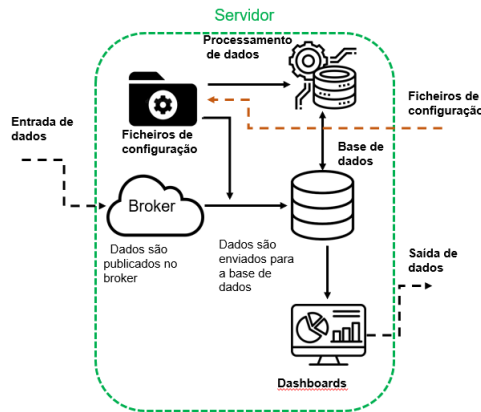 Servidor
Processamento
de dados
Ficheiros de
configuração
Entrada de
dados
Ficheiros de
configuração
Base de
dados
Broker
Dados são
publicados no
broker
Dados são
enviados para
a base de
dados
Saída de
dados
Dashboards